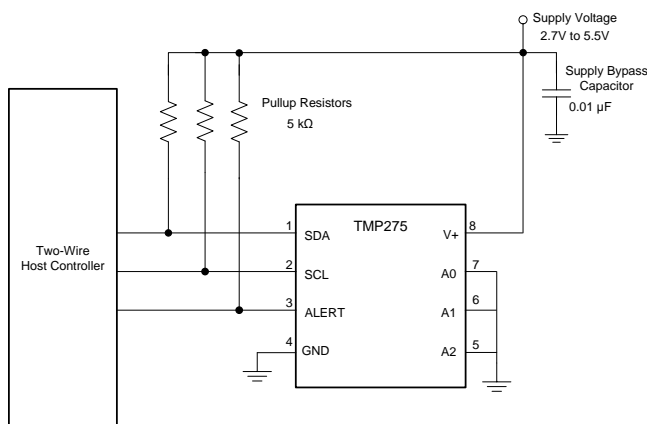 Supply Voltage
2.7V to 5.5V
Supply Bypass
Capacitor
0.01 µF
Pullup Resistors
5 kΩ
Two-Wire
Host Controller
TMP275
1
SDA
V+
8
2
SCL
A0
7
3
ALERT
A1
6
4
GND
A2
5